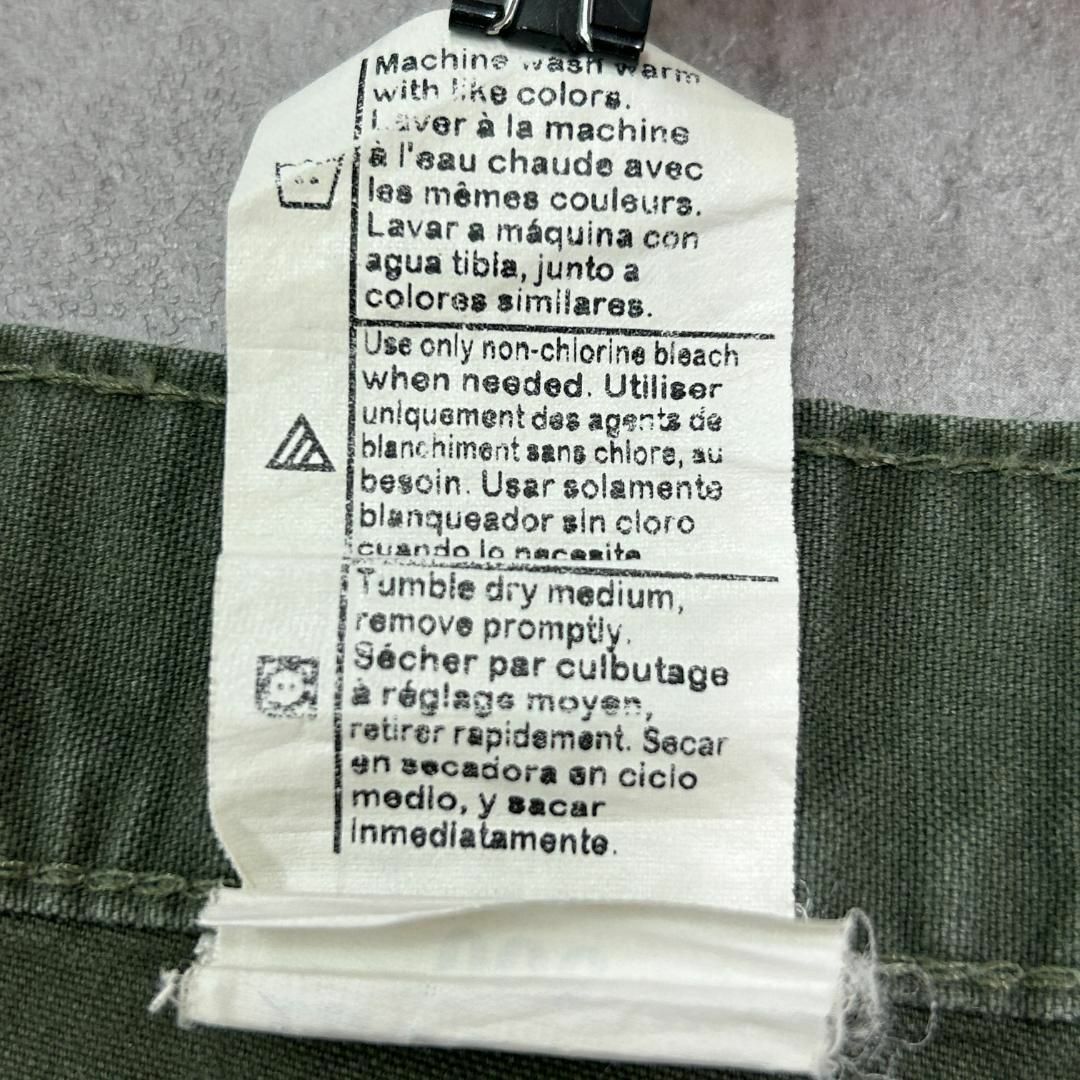 Machine wash warm
with like colors.
Laver à la machine
à l'eau chaude avec
les mêmes couleurs.
Lavar a máquina con
agua tibia, junto a
colores similares.
Use only non-chlorine bleach
when needed. Utiliser
uniquement des agents de
blanchiment sans chlore, au
besoin. Usar solamente
blanqueador sin cloro
cuando lo necesite
Tumble dry medium,
remove promptly.
Sécher par culbutage
à réglage moyen,
retirer rapidement. Secar
en secadora en ciclo
medio, y sacar
inmediatamente.